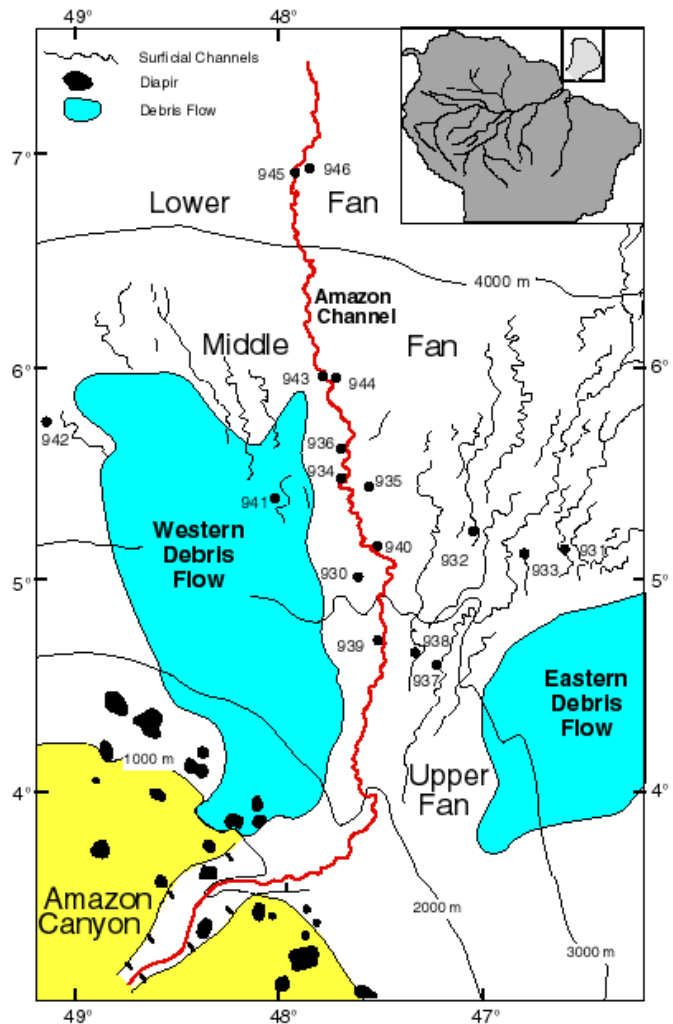 49°
48°
Surficial Channels
Diapir
Debris Flow
7°
945
946
Lower
Fan
4000 m
Amazon
Channel
Middle
Fan
6°
6°
943
944
942
936
934
935
941
Western
Debris
Flow
940
932
931
933
930
5°
5°
939
938
937
Eastern
Debris
Flow
1000 m
Upper
Fan
4°
4°
Amazon
Canyon
2000 m
3000 m
49°
48°
47°